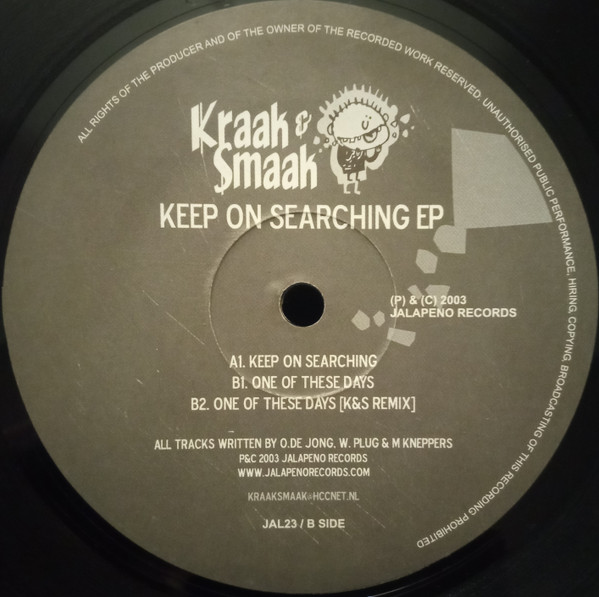 ALL RIGHTS OF THE PRODUCER AND OF THE OWNER OF THE RECORDED WORK RESERVED. UNAUTHORISED PUBLIC PERFORMANCE, HIRING, COPYING, BROADCASTING OF THIS RECORDING PROHIBITED
Kraak &
Smaak
KEEP ON SEARCHING EP
(P) & (C) 2003
JALAPENO RECORDS
A1. KEEP ON SEARCHING
B1. ONE OF THESE DAYS
B2. ONE OF THESE DAYS [K&S REMIX]
ALL TRACKS WRITTEN BY O.DE JONG, W. PLUG & M KNEPPERS
P&C 2003 JALAPENO RECORDS
WWW.JALAPENORECORDS.COM
KRAAKSMAAK@HCCNET.NL
JAL23 / B SIDE